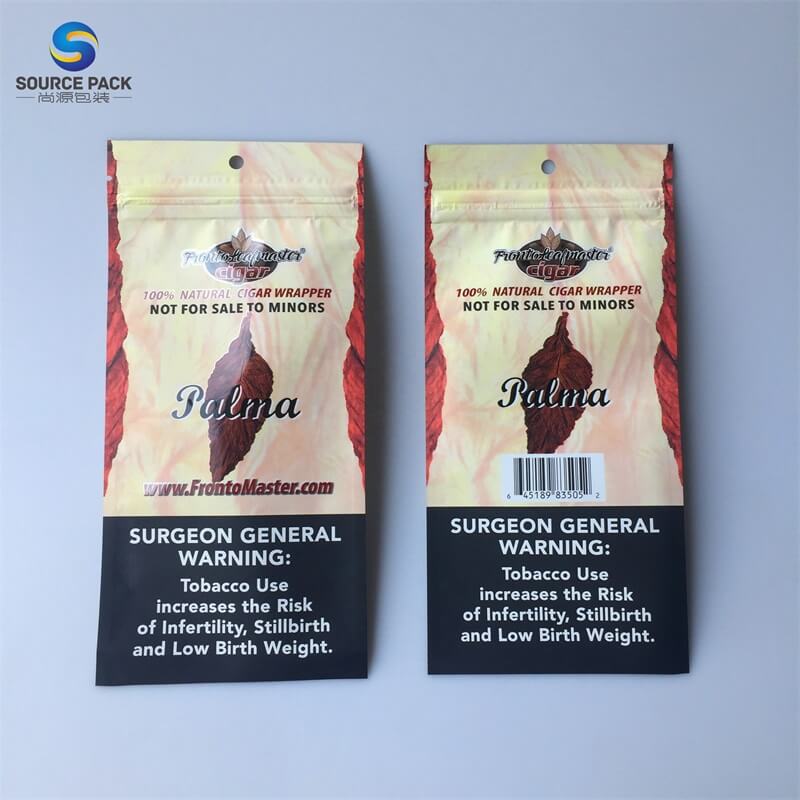 SOURCE PACK
尚源包装
FrontoLeafmaster®
cigar
100% NATURAL CIGAR WRAPPER
NOT FOR SALE TO MINORS
Palma
www.FrontoMaster.com
SURGEON GENERAL
WARNING:
Tobacco Use
increases the Risk
of Infertility, Stillbirth
and Low Birth Weight.
FrontoLeafmaster®
cigar
100% NATURAL CIGAR WRAPPER
NOT FOR SALE TO MINORS
Palma
6 45189 83505 2
SURGEON GENERAL
WARNING:
Tobacco Use
increases the Risk
of Infertility, Stillbirth
and Low Birth Weight.